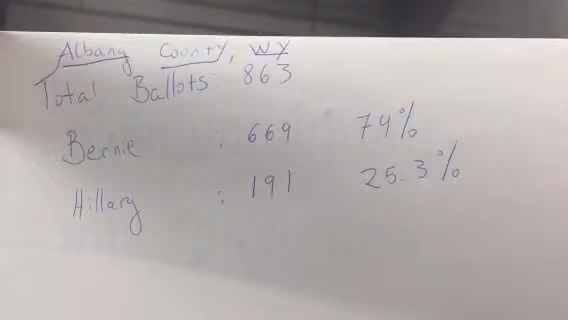 Albany County, WY
Total Ballots 863
Bernie : 669 74%
Hillary : 191 25.3%